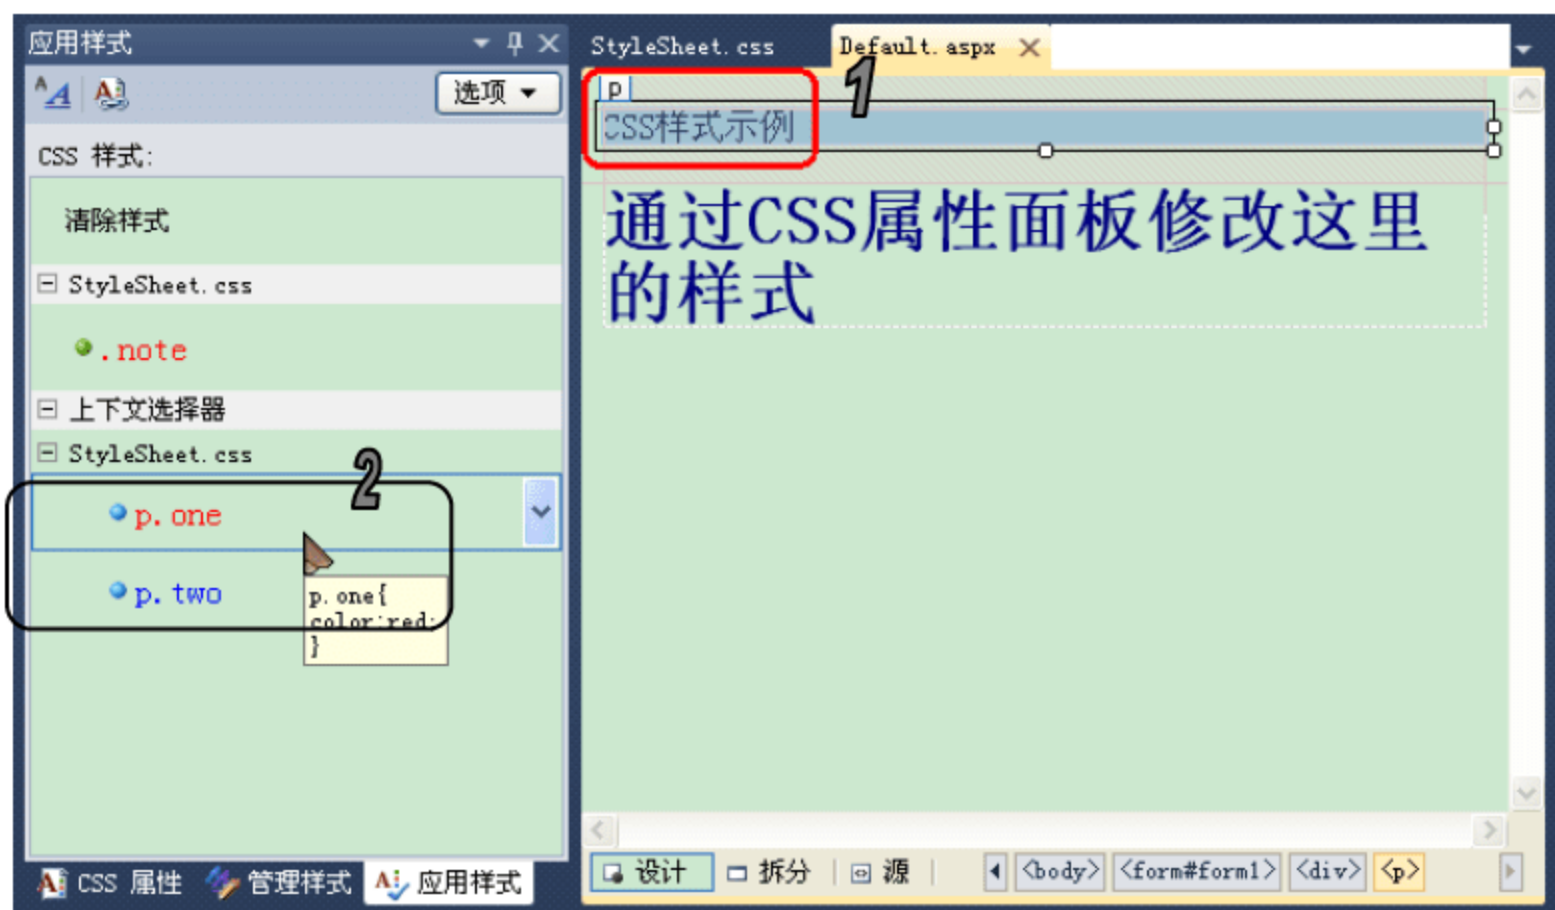 应用样式
选项
CSS 样式:
清除样式
StyleSheet.css
.note
上下文选择器
StyleSheet.css
2
p.one
p.two
p.one{
color:red;
}
CSS 属性
管理样式
应用样式
StyleSheet.css
Default.aspx
1
p
CSS样式示例
通过CSS属性面板修改这里
的样式
设计
拆分
源
<body>
<form#form1>
<div>
<p>